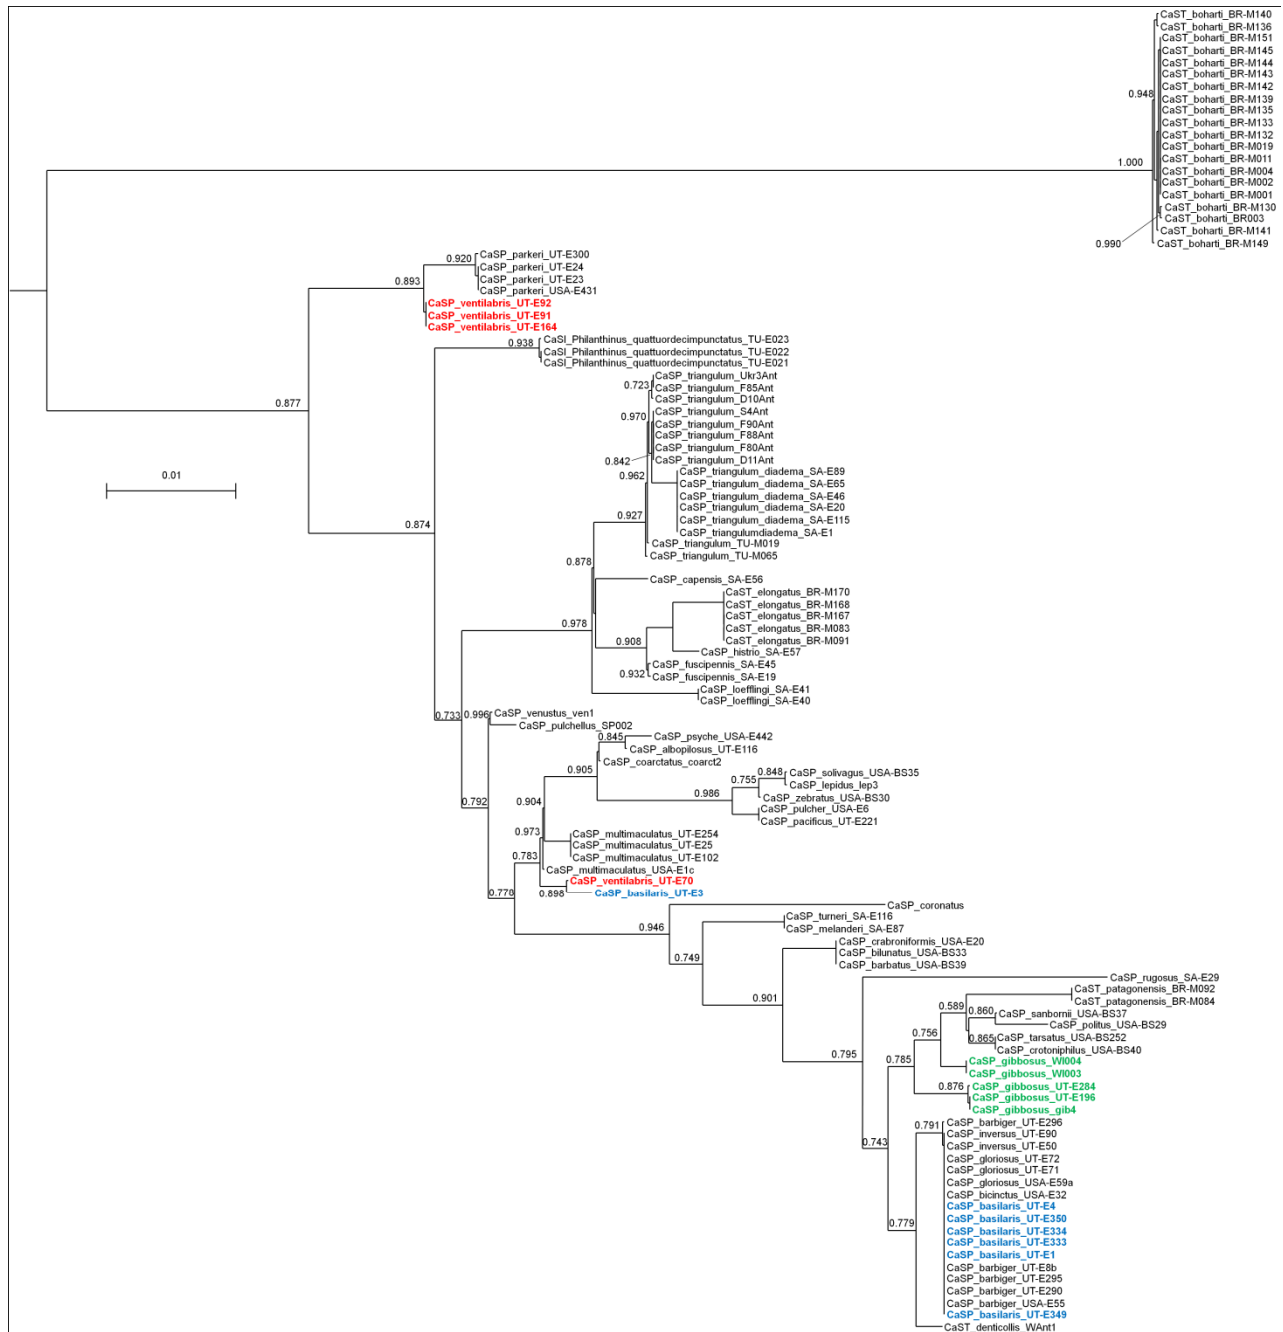 CaST_boharti_BR-M140
CaST_boharti_BR-M136
CaST_boharti_BR-M151
CaST_boharti_BR-M145
CaST_boharti_BR-M144
CaST_boharti_BR-M143
CaST_boharti_BR-M142
0.948
CaST_boharti_BR-M139
CaST_boharti_BR-M135
CaST_boharti_BR-M133
CaST_boharti_BR-M132
CaST_boharti_BR-M019
CaST_boharti_BR-M011
1.000
CaST_boharti_BR-M004
CaST_boharti_BR-M002
CaST_boharti_BR-M001
CaST_boharti_BR-M130
CaST_boharti_BR003
CaST_boharti_BR-M141
0.990
CaST_boharti_BR-M149
CaSP_parkeri_UT-E300
0.920
CaSP_parkeri_UT-E24
0.893
CaSP_parkeri_UT-E23
CaSP_parkeri_USA-E431
CaSP_ventilabris_UT-E92
CaSP_ventilabris_UT-E91
CaSP_ventilabris_UT-E164
CaSI_Philanthinus_quattuordecimpunctatus_TU-E023
0.938
CaSI_Philanthinus_quattuordecimpunctatus_TU-E022
CaSI_Philanthinus_quattuordecimpunctatus_TU-E021
CaSP_triangulum_Ukr3Ant
0.723
CaSP_triangulum_F85Ant
CaSP_triangulum_D10Ant
0.877
CaSP_triangulum_S4Ant
0.970
CaSP_triangulum_F90Ant
CaSP_triangulum_F88Ant
CaSP_triangulum_F80Ant
0.842
CaSP_triangulum_D11Ant
CaSP_triangulum_diadema_SA-E89
0.01
0.962
CaSP_triangulum_diadema_SA-E65
CaSP_triangulum_diadema_SA-E46
CaSP_triangulum_diadema_SA-E20
0.927
CaSP_triangulum_diadema_SA-E115
0.874
CaSP_triangulumdiadema_SA-E1
CaSP_triangulum_TU-M019
CaSP_triangulum_TU-M065
0.878
CaSP_capensis_SA-E56
CaST_elongatus_BR-M170
CaST_elongatus_BR-M168
CaST_elongatus_BR-M167
0.978
CaST_elongatus_BR-M083
0.908
CaST_elongatus_BR-M091
CaSP_histrio_SA-E57
CaSP_fuscipennis_SA-E45
0.932
CaSP_fuscipennis_SA-E19
CaSP_loefflingi_SA-E41
CaSP_loefflingi_SA-E40
0.733
0.996
CaSP_venustus_ven1
CaSP_pulchellus_SP002
0.845
CaSP_psyche_USA-E442
CaSP_albopilosus_UT-E116
CaSP_coarctatus_coarct2
0.905
0.848
CaSP_solivagus_USA-BS35
0.755
CaSP_lepidus_lep3
0.986
CaSP_zebratus_USA-BS30
0.792
0.904
CaSP_pulcher_USA-E6
CaSP_pacificus_UT-E221
0.973
CaSP_multimaculatus_UT-E254
CaSP_multimaculatus_UT-E25
0.783
CaSP_multimaculatus_UT-E102
CaSP_multimaculatus_USA-E1c
CaSP_ventilabris_UT-E70
0.778
0.898
CaSP_basilaris_UT-E3
CaSP_coronatus
0.946
CaSP_turneri_SA-E116
CaSP_melanderi_SA-E87
0.749
CaSP_crabroniformis_USA-E20
CaSP_bilunatus_USA-BS33
CaSP_barbatus_USA-BS39
CaSP_rugosus_SA-E29
CaST_patagonensis_BR-M092
0.901
CaST_patagonensis_BR-M084
0.589
0.860
CaSP_sanbornii_USA-BS37
CaSP_politus_USA-BS29
0.756
0.865
CaSP_tarsatus_USA-BS252
CaSP_crotoniphilus_USA-BS40
0.795
0.785
CaSP_gibbosus_WI004
CaSP_gibbosus_WI003
0.876
CaSP_gibbosus_UT-E284
CaSP_gibbosus_UT-E196
CaSP_gibbosus_gib4
0.791
CaSP_barbiger_UT-E296
CaSP_inversus_UT-E90
0.743
CaSP_inversus_UT-E50
CaSP_gloriosus_UT-E72
CaSP_gloriosus_UT-E71
CaSP_gloriosus_USA-E59a
CaSP_bicinctus_USA-E32
CaSP_basilaris_UT-E4
CaSP_basilaris_UT-E350
0.779
CaSP_basilaris_UT-E334
CaSP_basilaris_UT-E333
CaSP_basilaris_UT-E1
CaSP_barbiger_UT-E8b
CaSP_barbiger_UT-E295
CaSP_barbiger_UT-E290
CaSP_barbiger_USA-E55
CaSP_basilaris_UT-E349
CaST_denticollis_WAnt1